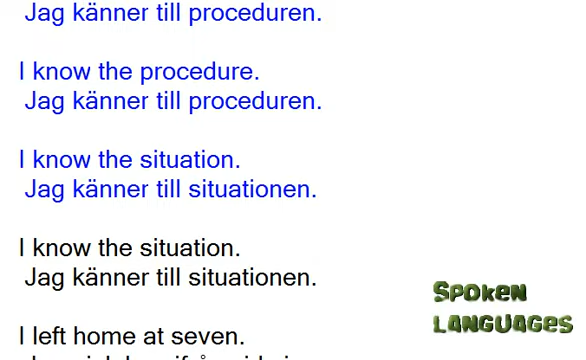 Jag känner till proceduren.
I know the procedure.
Jag känner till proceduren.
I know the situation.
Jag känner till situationen.
I know the situation.
Jag känner till situationen.
I left home at seven.
Spoken
Languages